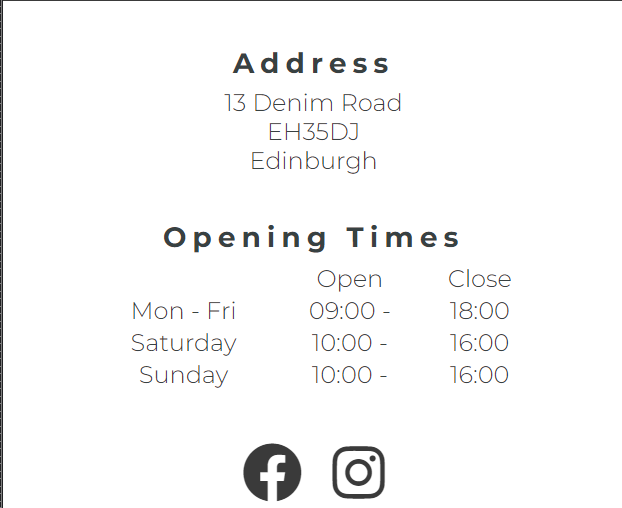 Address
13 Denim Road
EH35DJ
Edinburgh
Opening Times
Open Close
Mon - Fri 09:00 - 18:00
Saturday 10:00 - 16:00
Sunday 10:00 - 16:00